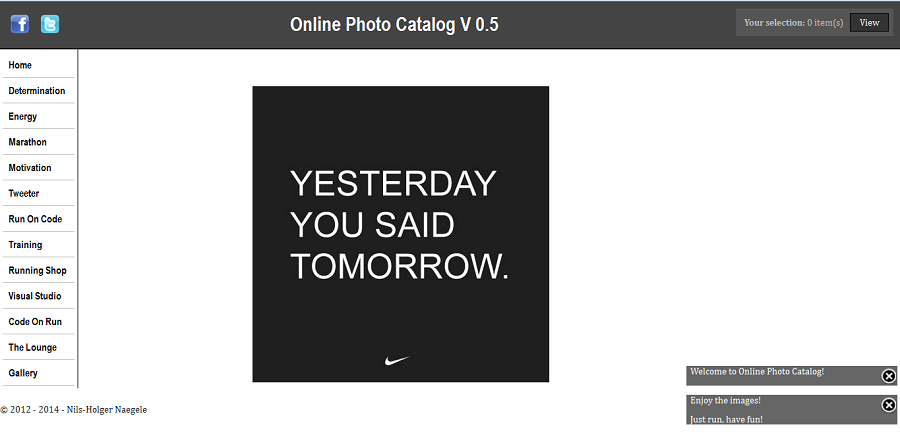 Online Photo Catalog V 0.5
Your selection: 0 item(s) View
Home
Determination
Energy
Marathon
Motivation
Tweeter
Run On Code
Training
Running Shop
Visual Studio
Code On Run
The Lounge
Gallery
YESTERDAY
YOU SAID
TOMORROW.
Welcome to Online Photo Catalog!
Enjoy the images!
Just run, have fun!
© 2012 - 2014 - Nils-Holger Naegele